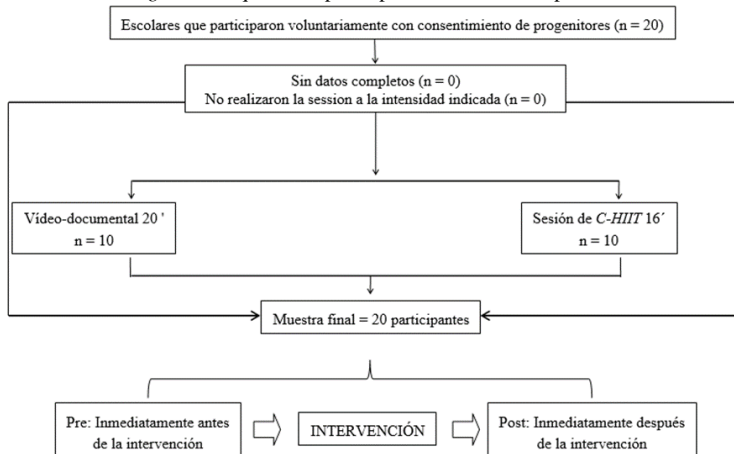 Escolares que participaron voluntariamente con consentimiento de progenitores (n = 20)
Sin datos completos (n = 0)
No realizaron la session a la intensidad indicada (n = 0)
Vídeo-documental 20 '
n = 10
Sesión de C-HIIT 16´
n = 10
Muestra final = 20 participantes
Pre: Inmediatamente antes
de la intervención
INTERVENCIÓN
Post: Inmediatamente después
de la intervención